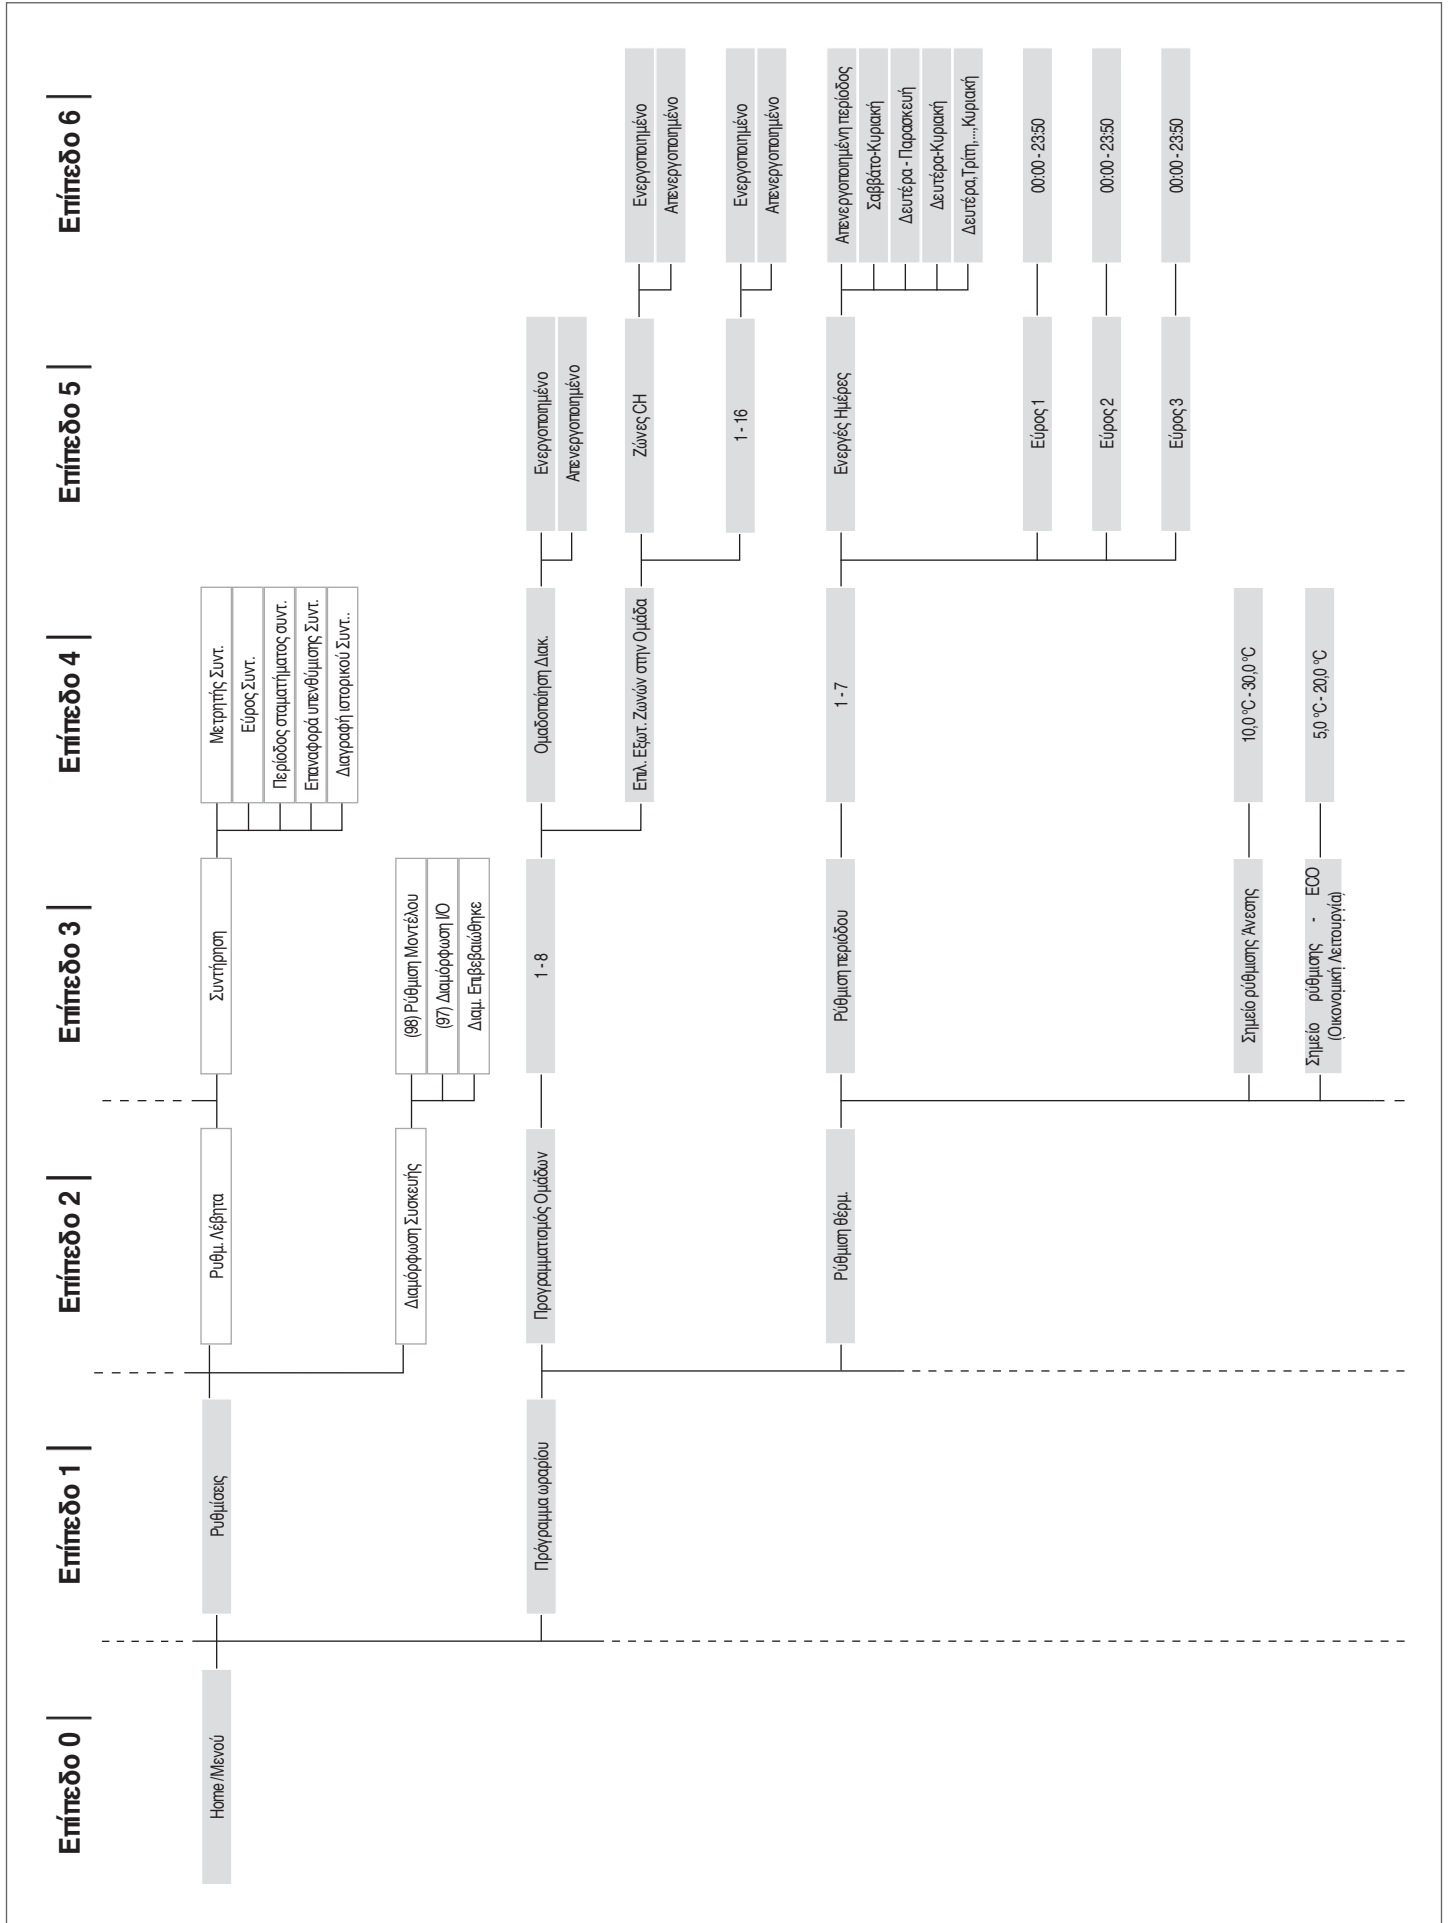 Επίπεδο 0
Επίπεδο 1
Επίπεδο 2
Επίπεδο 3
Επίπεδο 4
Επίπεδο 5
Επίπεδο 6
Home /Μενού
Ρυθμίσεις
Ρυθμ. Λέβητα
Συντήρηση
Μετρητής Συντ.
Εύρος Συντ.
Περίοδος σταματήματος συντ.
Επαναφορά υπενθύμισης Συντ.
Διαγραφή ιστορικού Συντ..
Διαμόρφωση Συσκευής
(98) Ρύθμιση Μοντέλου
(97) Διαμόρφωση I/O
Διαμ. Επιβεβαιώθηκε
Πρόγραμμα ωραρίου
Προγραμματισμός Ομάδων
1 - 8
Ομαδοποίηση Διακ.
Ενεργοποιημένο
Απενεργοποιημένο
Επιλ. Εξωτ. Ζωνών στην Ομάδα
Ζώνες CH
Ενεργοποιημένο
Απενεργοποιημένο
1 - 16
Ενεργοποιημένο
Απενεργοποιημένο
Ρύθμιση θέρμ.
Ρύθμιση περιόδου
1 - 7
Ενεργές Ημέρες
Απενεργοποιημένη περίοδος
Σαββάτο-Κυριακή
Δευτέρα - Παρασκευή
Δευτέρα-Κυριακή
Δευτέρα,Τρίτη,...,Κυριακή
Εύρος 1
00:00 - 23:50
Εύρος 2
00:00 - 23:50
Εύρος 3
00:00 - 23:50
Σημείο ρύθμισης Άνεσης
10,0 °C - 30,0 °C
Σημείο ρύθμισης - ECO
(Οικονομική Λειτουργία)
5,0 °C - 20,0 °C